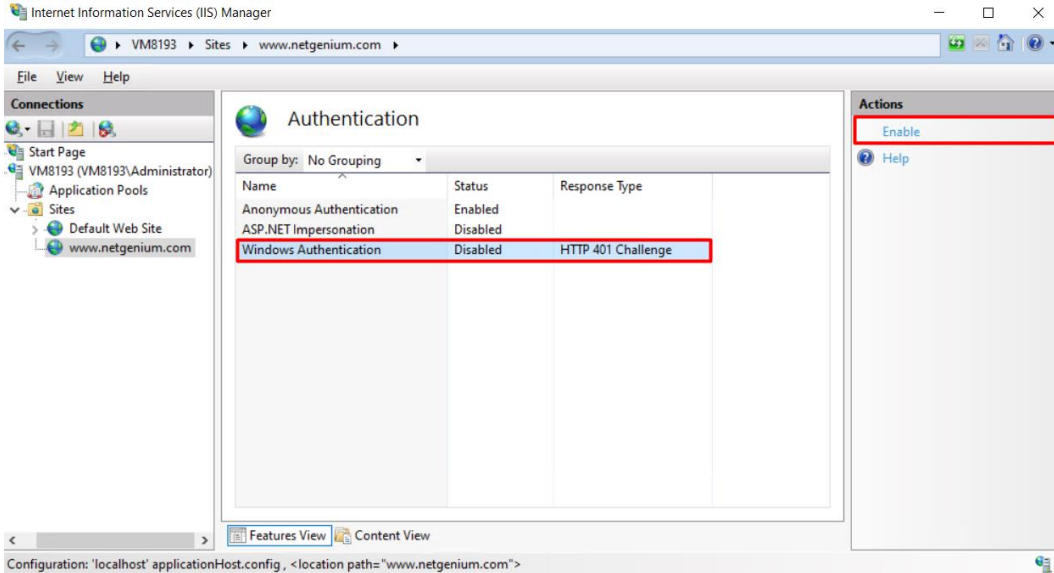 Internet Information Services (IIS) Manager
VM8193 Sites www.netgenium.com
File View Help
Connections
Start Page
VM8193 (VM8193\Administrator)
Application Pools
Sites
Default Web Site
www.netgenium.com
Authentication
Group by: No Grouping
Name Status Response Type
Anonymous Authentication Enabled
ASP.NET Impersonation Disabled
Windows Authentication Disabled HTTP 401 Challenge
Features View Content View
Actions
Enable
Help
Configuration: 'localhost' applicationHost.config , <location path="www.netgenium.com">